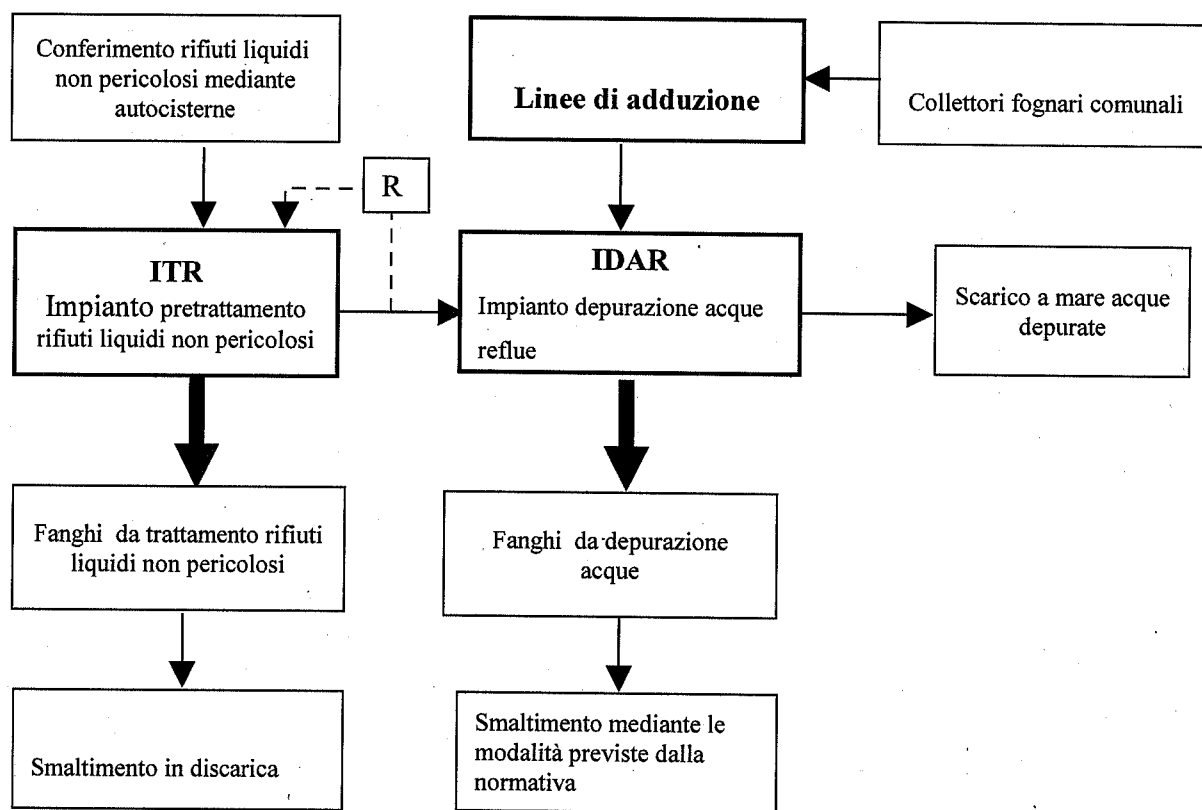 Conferimento rifiuti liquidi
non pericolosi mediante
autocisterne
Linee di adduzione
Collettori fognari comunali
R
ITR
Impianto pretrattamento
rifiuti liquidi non pericolosi
IDAR
Impianto depurazione acque
reflue
Scarico a mare acque
depurate
Fanghi da trattamento rifiuti
liquidi non pericolosi
Fanghi da depurazione
acque
Smaltimento in discarica
Smaltimento mediante le
modalità previste dalla
normativa